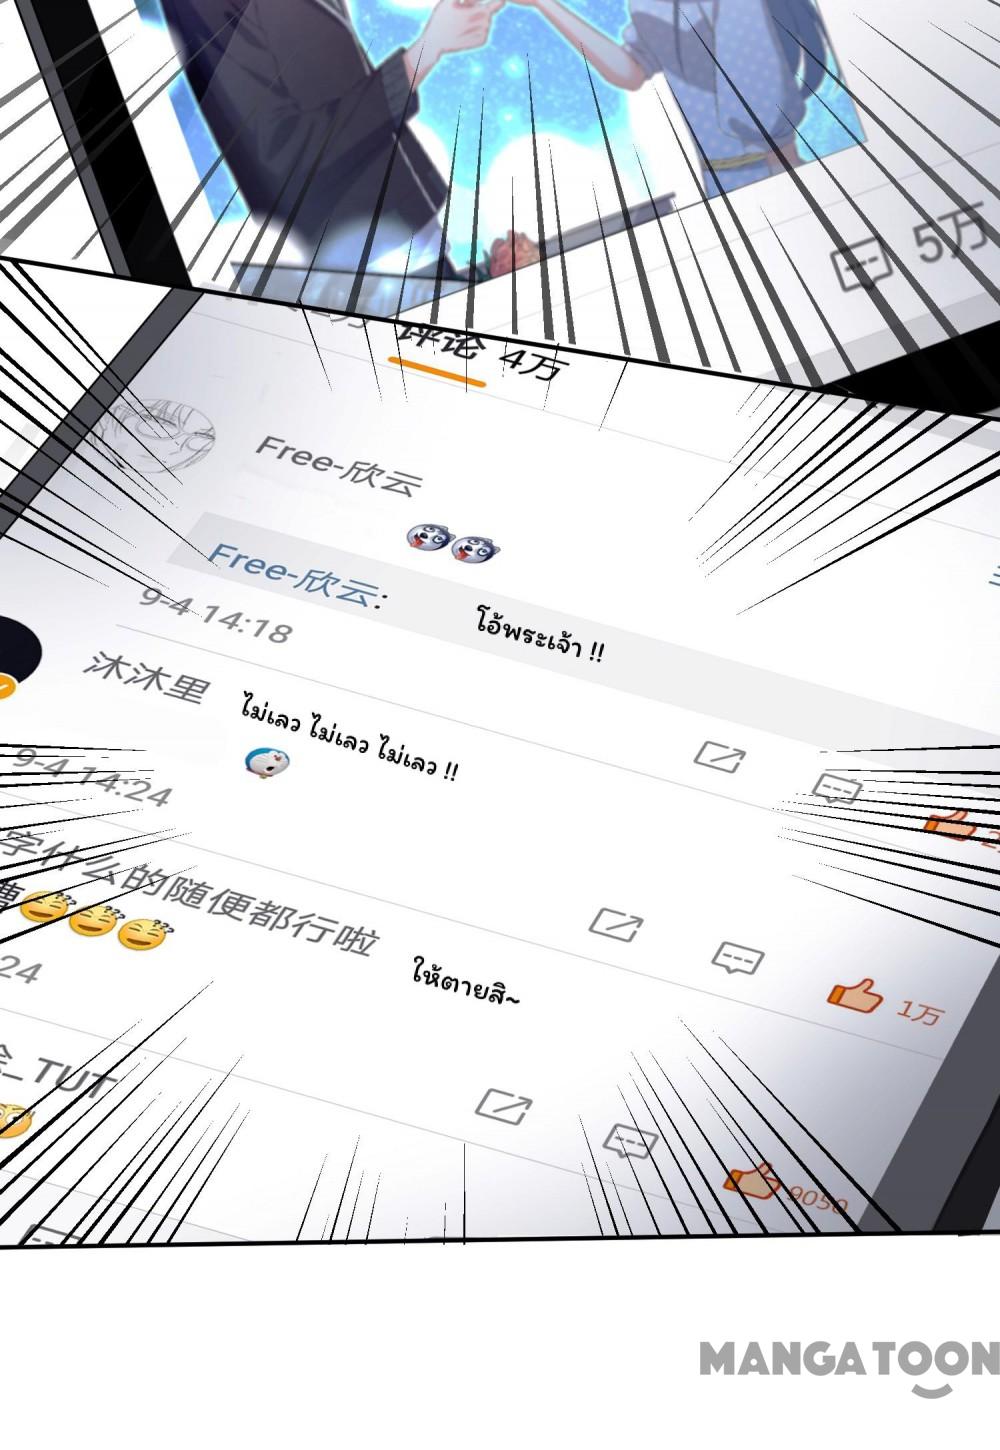 5万
评论 4万
Free-欣云
Free-欣云:
โอ้พระเจ้า !!
9-4 14:18
沐沐里
ไม่เลว ไม่เลว ไม่เลว !!
9-4 14:24
字什么的随便都行啦
ให้ตายสิ~
24
1万
_TUT
9050
MANGATOON